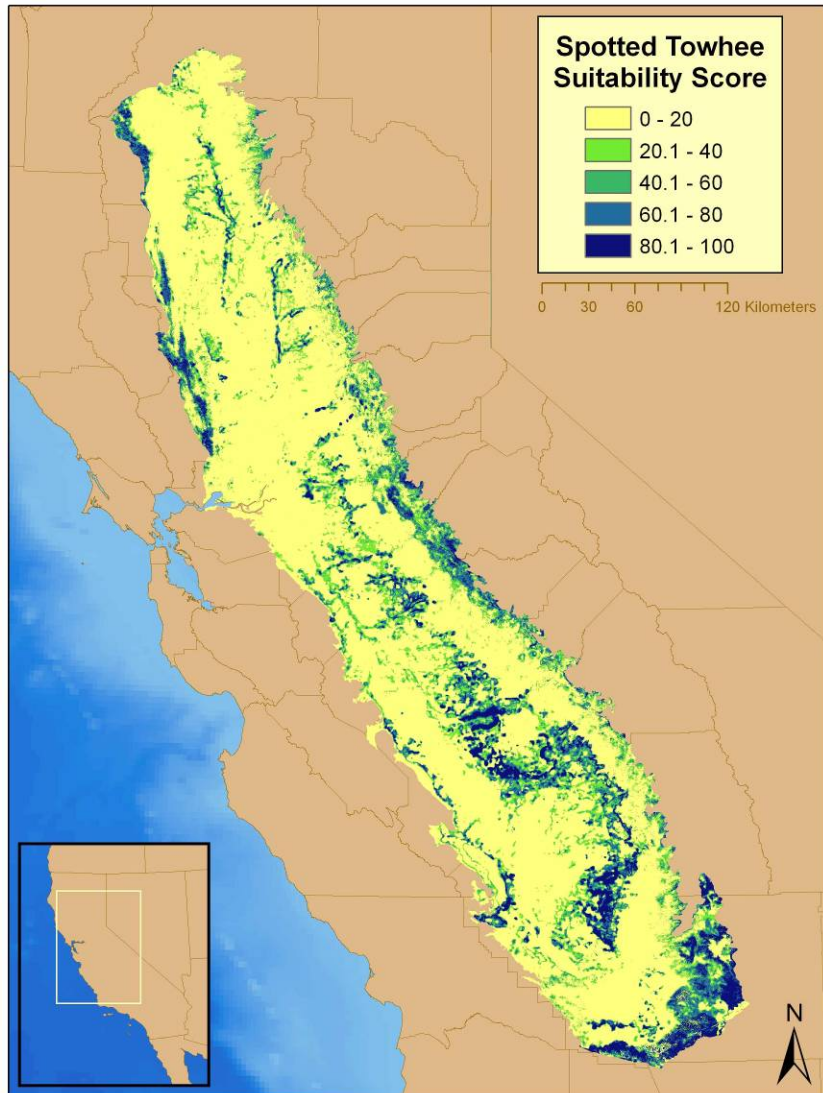 Spotted Towhee
Suitability Score
0 - 20
20.1 - 40
40.1 - 60
60.1 - 80
80.1 - 100
0 30 60 120 Kilometers
N